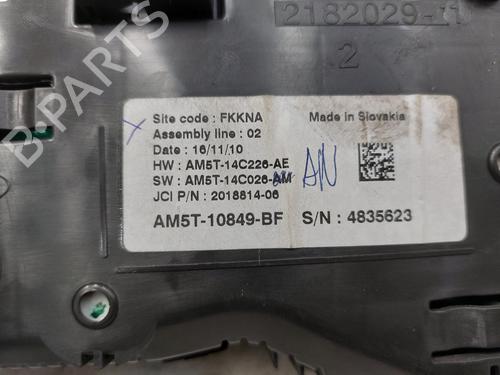 2182029-11
2
Site code : FKKNA Made in Slovakia
Assembly line : 02
Date : 16/11/10
HW : AM5T-14C226-AE
SW : AM5T-14C026-AM AN
JCI P/N : 2018814-06
AM5T-10849-BF S/N : 4835623